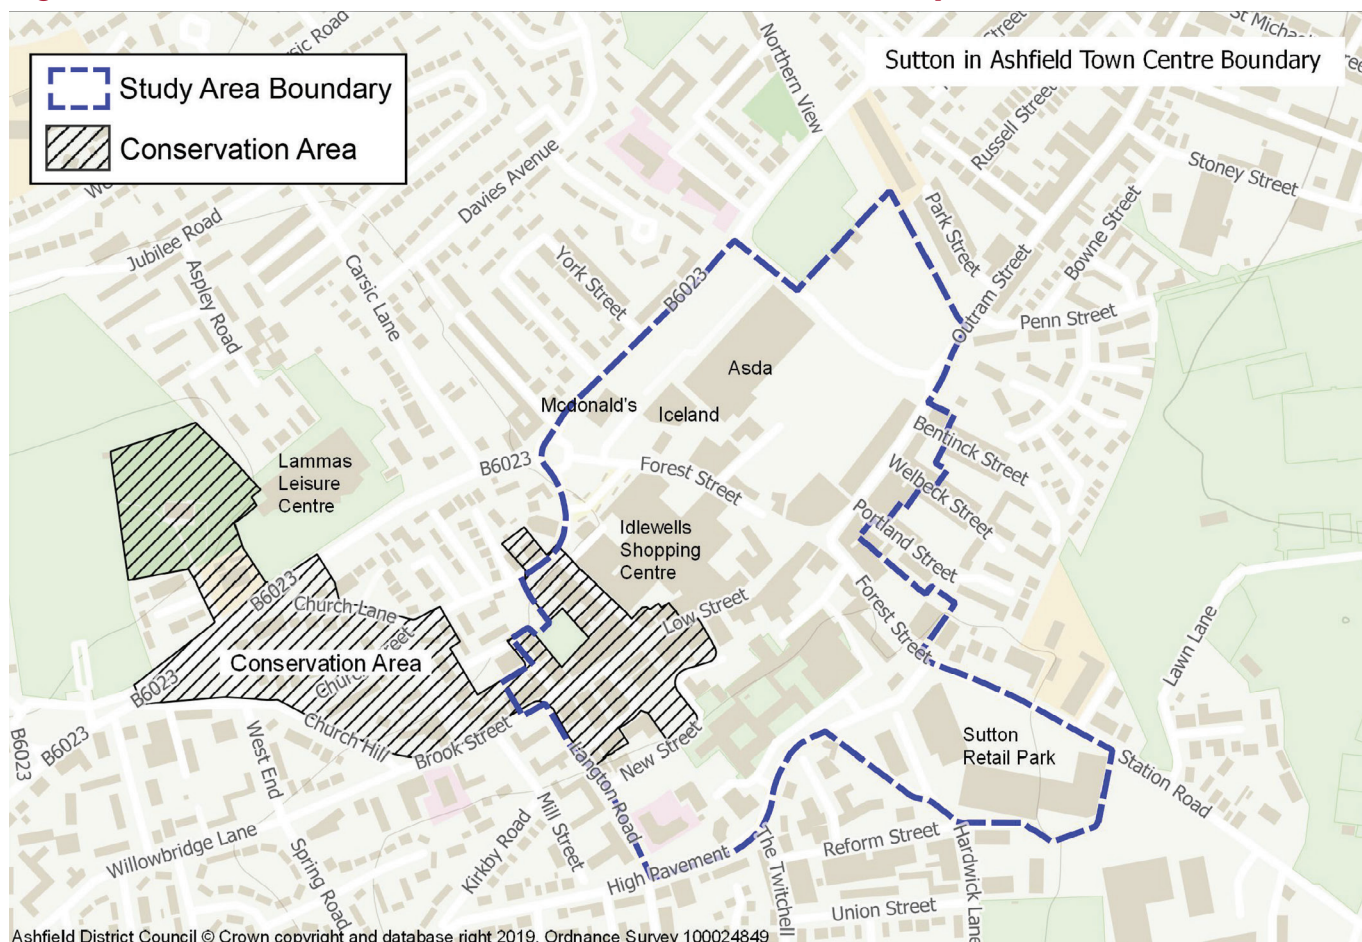 Sutton in Ashfield Town Centre Boundary
Study Area Boundary
Conservation Area
Northern View
Russell Street
Stoney Street
Davies Avenue
Park Street
Bowne Street
Jubilee Road
Aspley Road
Carsic Lane
York Street
B6023
Outram Street
Penn Street
Asda
Mcdonald's
Iceland
Bentinck Street
Welbeck Street
Portland Street
Lammas
Leisure
Centre
B6023
Forest Street
Idlewells
Shopping
Centre
B6023
Church Lane
Low Street
Forest Street
Lawn Lane
Conservation Area
B6023
B6023
B6023
Church Hill
Brook Street
West End
New Street
Langton Road
Sutton
Retail Park
Station Road
Mill Street
Willowbridge Lane
Spring Road
Kirkby Road
High Pavement
The Twitchell
Reform Street
Hardwick Lane
Union Street
Ashfield District Council © Crown copyright and database right 2019. Ordnance Survey 100024849